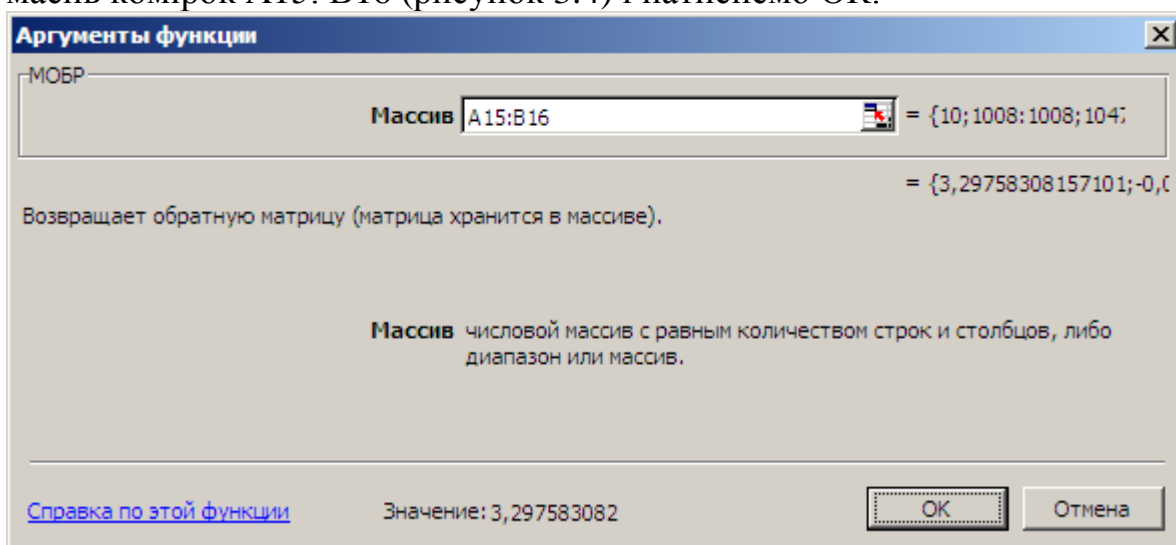 масив комірок А15: В16 (рисунок 3.4) і натиснемо ОК.
Аргументы функции
МОБР
Массив A15:B16 = {10;1008:1008;104
= {3,29758308157101;-0,0
Возвращает обратную матрицу (матрица хранится в массиве).
Массив числовой массив с равным количеством строк и столбцов, либо
диапазон или массив.
Справка по этой функции Значение: 3,297583082 OK Отмена